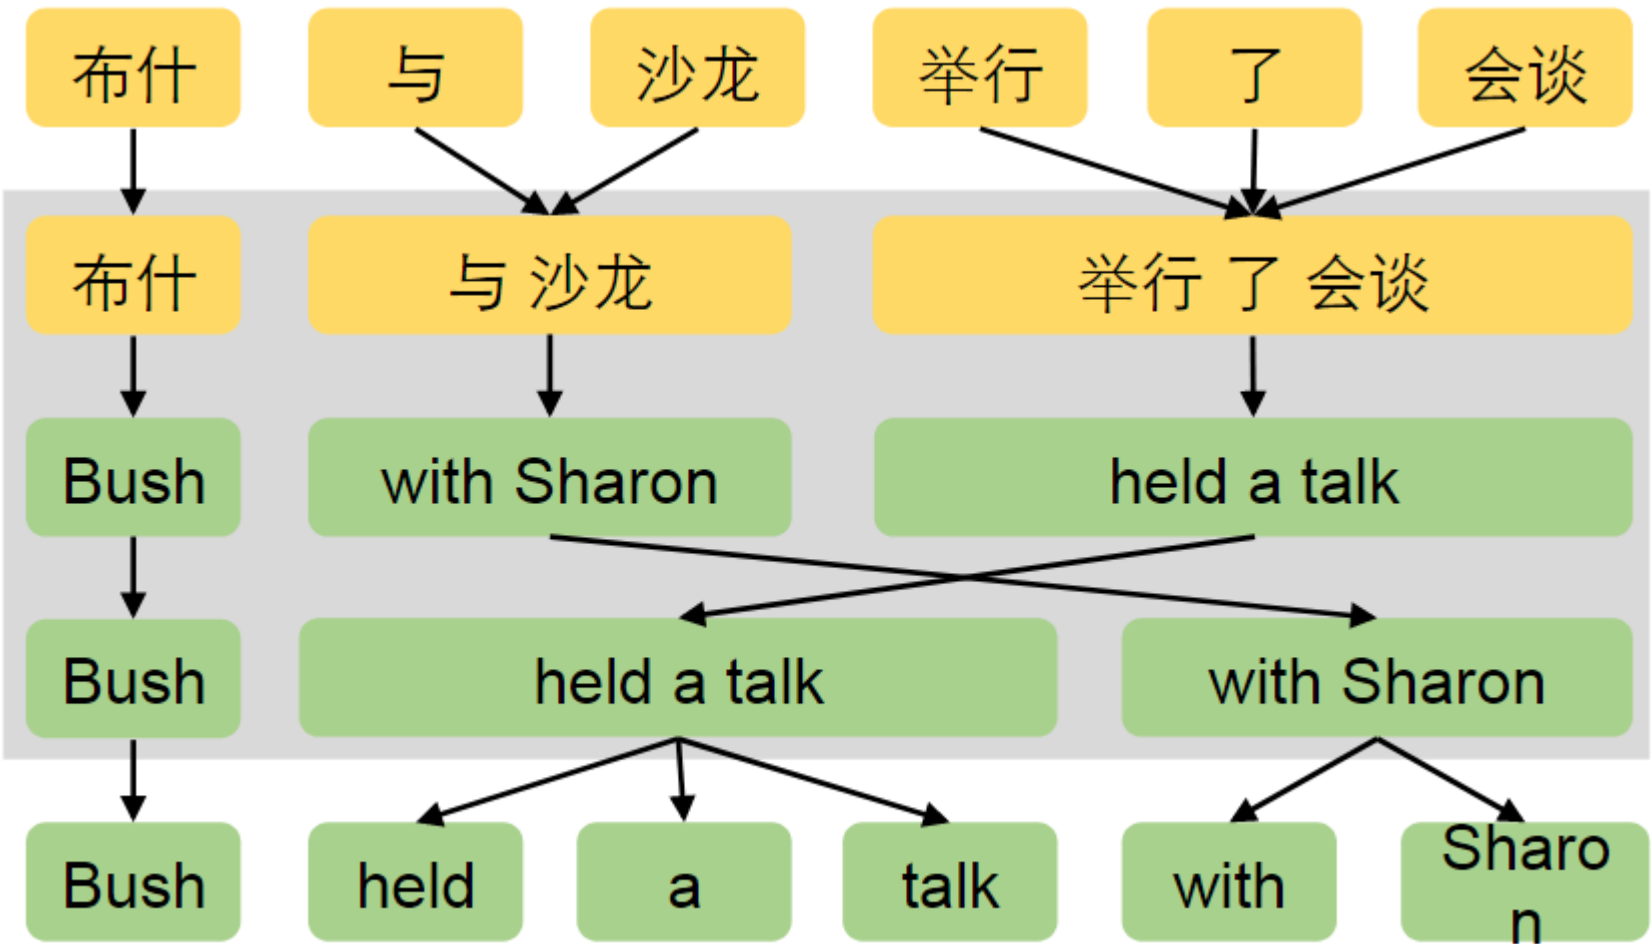 布什 与 沙龙 举行 了 会谈
布什 与 沙龙 举行 了 会谈
Bush with Sharon held a talk
Bush held a talk with Sharon
Bush held a talk with Sharo
n